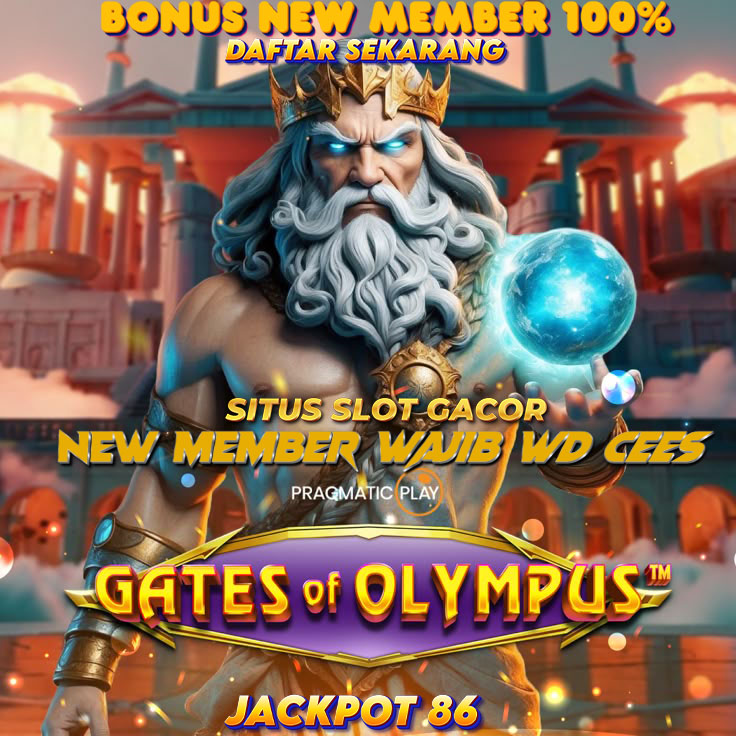 BONUS NEW MEMBER 100%
DAFTAR SEKARANG
SITUS SLOT GACOR
NEW MEMBER WAJIB WD CEES
PRAGMATIC PLAY
GATES of OLYMPUS™
JACKPOT 86